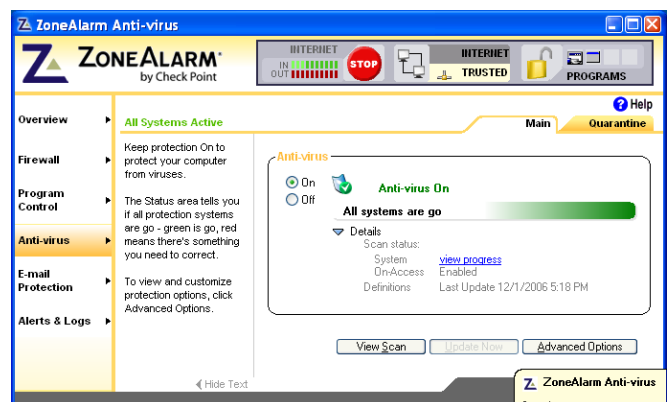 ZoneAlarm Anti-virus
ZONEALARM
by Check Point
INTERNET
IN
OUT
STOP
INTERNET
TRUSTED
PROGRAMS
Help
Overview
Firewall
Program Control
Anti-virus
E-mail Protection
Alerts & Logs
All Systems Active
Main
Quarantine
Keep protection On to
protect your computer
from viruses.
The Status area tells you
if all protection systems
are go - green is go, red
means there's something
you need to correct.
To view and customize
protection options, click
Advanced Options.
Anti-virus
On
Off
Anti-virus On
All systems are go
Details
Scan status:
System view progress
On-Access Enabled
Definitions Last Update 12/1/2006 5:18 PM
View Scan
Update Now
Advanced Options
Hide Text
ZoneAlarm Anti-virus